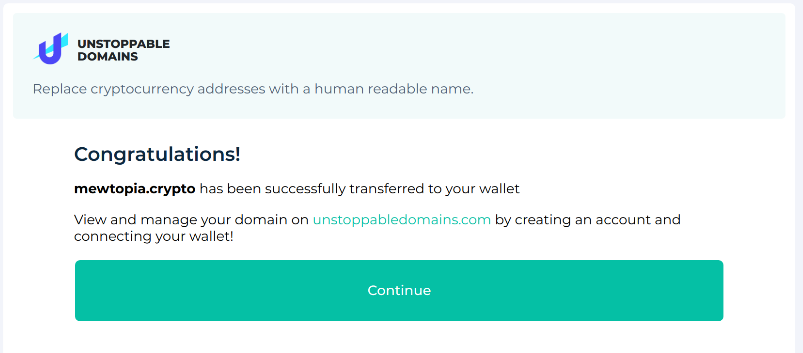 UNSTOPPABLE
DOMAINS
Replace cryptocurrency addresses with a human readable name.
Congratulations!
mewtopia.crypto has been successfully transferred to your wallet
View and manage your domain on unstoppabledomains.com by creating an account and
connecting your wallet!
Continue